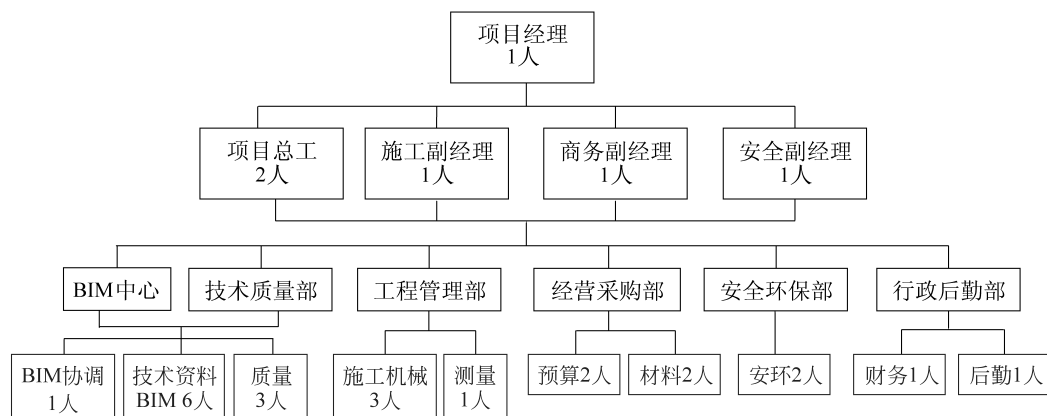 项目经理
1人
项目总工
2人
施工副经理
1人
商务副经理
1人
安全副经理
1人
BIM中心
技术质量部
工程管理部
经营采购部
安全环保部
行政后勤部
BIM协调
1人
技术资料
BIM 6人
质量
3人
施工机械
3人
测量
1人
预算2人
材料2人
安环2人
财务1人
后勤1人